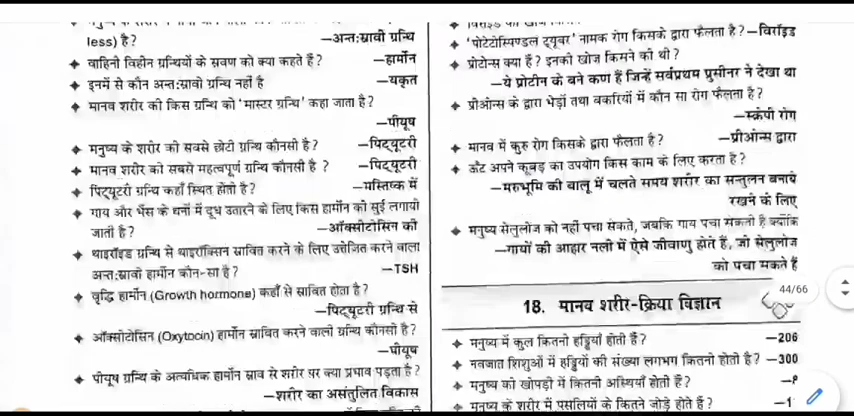 less) है?
—अन्त:स्रावी ग्रन्थि
वाहिनी विहीन ग्रन्थियों के स्रवण को क्या कहते हैं?
—हार्मोन
इनमें से कौन अन्त:स्रावी ग्रन्थि नहीं है
—यकृत
मानव शरीर की किस ग्रन्थि को 'मास्टर ग्रन्थि' कहा जाता है?
—पीयूष
मनुष्य के शरीर की सबसे छोटी ग्रन्थि कौनसी है?
—पिट्यूटरी
मानव शरीर की सबसे महत्वपूर्ण ग्रन्थि कौनसी है ?
—पिट्यूटरी
पिट्यूटरी ग्रन्थि कहाँ स्थित होती है?
—मस्तिष्क में
गाय और भैंस के थनों में दूध उतारने के लिए किस हार्मोन की सुई लगायी
जाती है?
—ऑक्सीटोसिन की
थाइरॉइड ग्रन्थि से थाइरॉक्सिन स्रावित करने के लिए उत्तेजित करने वाला
अन्त:स्रावी हार्मोन कौन-सा है?
—TSH
वृद्धि हार्मोन (Growth hormone) कहाँ से स्रावित होता है?
—पिट्यूटरी ग्रन्थि से
ऑक्सीटोसिन (Oxytocin) हार्मोन स्रावित करने वाली ग्रन्थि कौनसी है?
—पीयूष
पीयूष ग्रन्थि के अत्यधिक हार्मोन स्राव से शरीर पर क्या प्रभाव पड़ता है?
—शरीर का असंतुलित विकास
'पोटेटोस्पिण्डल ट्यूबर' नामक रोग किसके द्वारा फैलता है?—विरॉइड
प्रोटोन्स क्या हैं? इनकी खोज किसने की थी?
—ये प्रोटीन के बने कण हैं जिन्हें सर्वप्रथम प्रुसीनर ने देखा था
प्रीओन्स के द्वारा भेड़ों तथा बकरियों में कौन सा रोग फैलता है?
—स्क्रेपी रोग
मानव में कुरु रोग किसके द्वारा फैलता है?
—प्रीओन्स द्वारा
ऊँट अपने कूबड़ का उपयोग किस काम के लिए करता है?
—मरुभूमि की बालू में चलते समय शरीर का सन्तुलन बनाये
रखने के लिए
मनुष्य सेलुलोज को नहीं पचा सकते, जबकि गाय पचा सकती है क्योंकि
—गायों की आहार नली में ऐसे जीवाणु होते हैं, जो सेलुलोज
को पचा सकते हैं
44/66
18. मानव शरीर-क्रिया विज्ञान
मनुष्य में कुल कितनी हड्डियाँ होती हैं?
—206
नवजात शिशुओं में हड्डियों की संख्या लगभग कितनी होती है?
—300
मनुष्य की खोपड़ी में कितनी अस्थियाँ होती हैं?
मनुष्य के शरीर में पसलियों के कितने जोड़े होते हैं?
—1